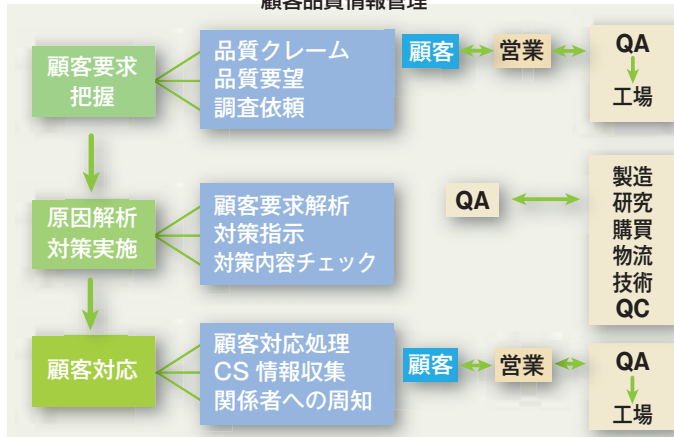 顧客品質情報管理
顧客要求
把握
品質クレーム
品質要望
調査依頼
顧客
営業
QA
工場
原因解析
対策実施
顧客要求解析
対策指示
対策内容チェック
QA
製造
研究
購買
物流
技術
QC
顧客対応
顧客対応処理
CS 情報収集
関係者への周知
顧客
営業
QA
工場